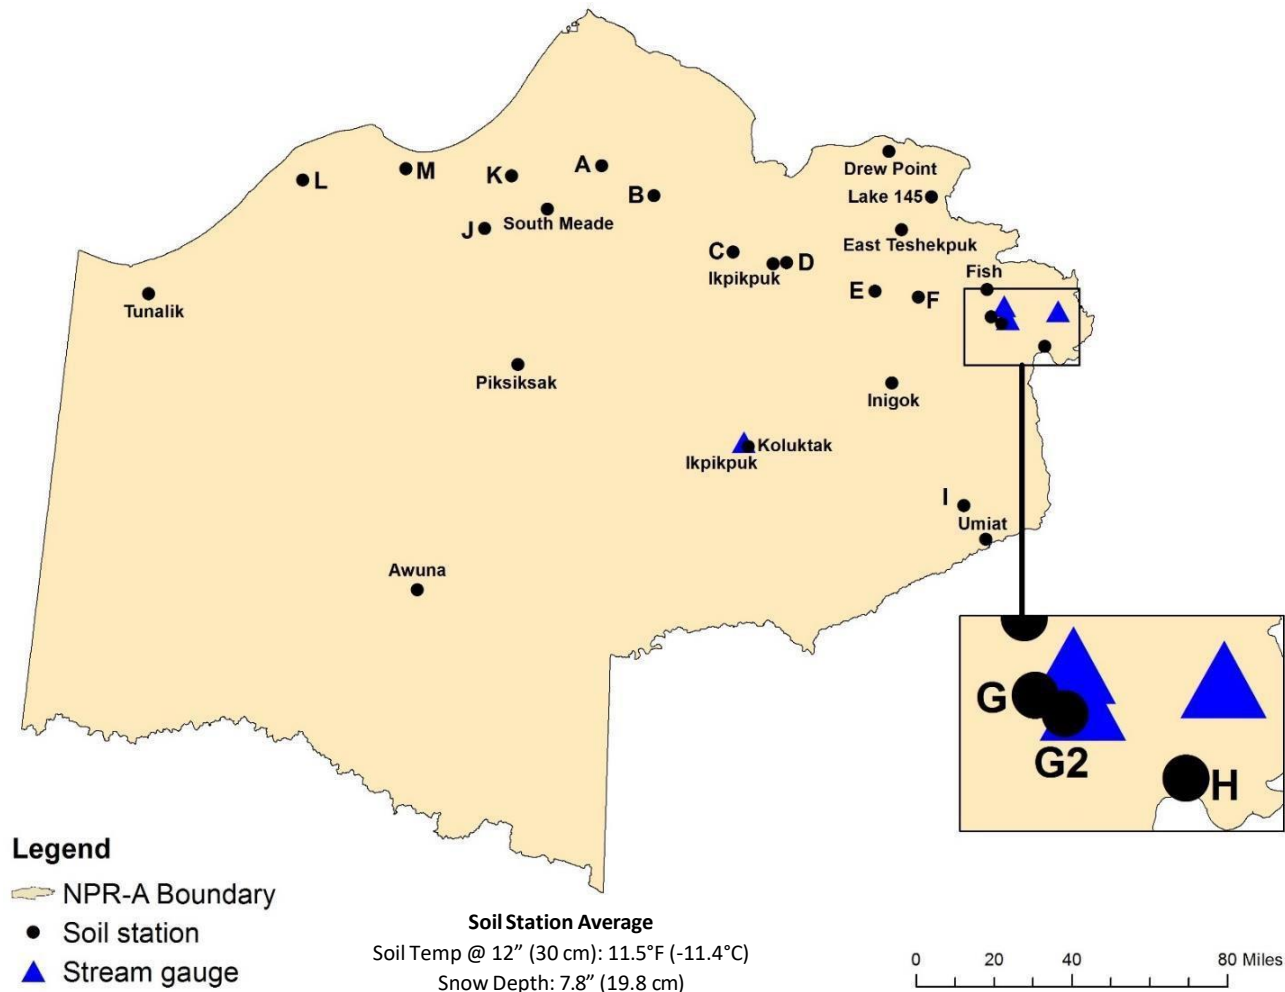 Drew Point
A
K
M
L
B
Lake 145
South Meade
J
East Teshekpuk
C
D
Ikpikpuk
Fish
E
F
Tunalik
Piksiksak
Inigok
Koluktak
Ikpikpuk
I
Umiat
Awuna
G
G2
H
Legend
NPR-A Boundary
Soil station
Stream gauge
Soil Station Average
Soil Temp @ 12” (30 cm): 11.5°F (-11.4°C)
Snow Depth: 7.8” (19.8 cm)
0 20 40 80 Miles